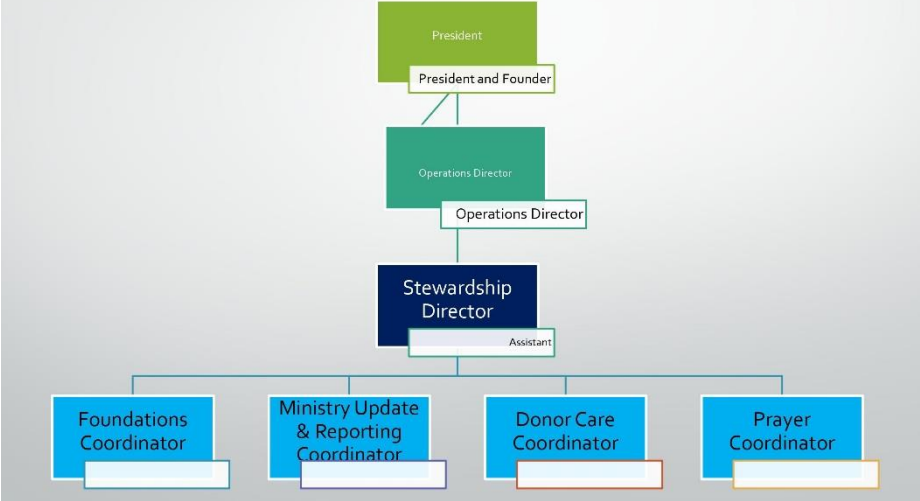 President
President and Founder
Operations Director
Operations Director
Stewardship
Director
Assistant
Foundations
Coordinator
Ministry Update
& Reporting
Coordinator
Donor Care
Coordinator
Prayer
Coordinator